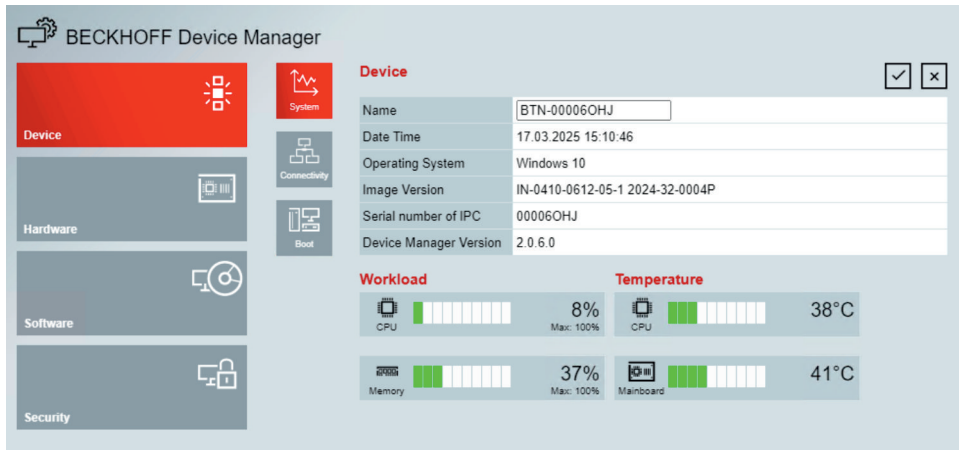 BECKHOFF Device Manager
Device
Hardware
Software
Security
System
Connectivity
Boot
Device
Name BTN-00006OHJ
Date Time 17.03.2025 15:10:46
Operating System Windows 10
Image Version IN-0410-0612-05-1 2024-32-0004P
Serial number of IPC 00006OHJ
Device Manager Version 2.0.6.0
Workload
CPU 8%
Max: 100%
Memory 37%
Max: 100%
Temperature
CPU 38°C
Mainboard 41°C